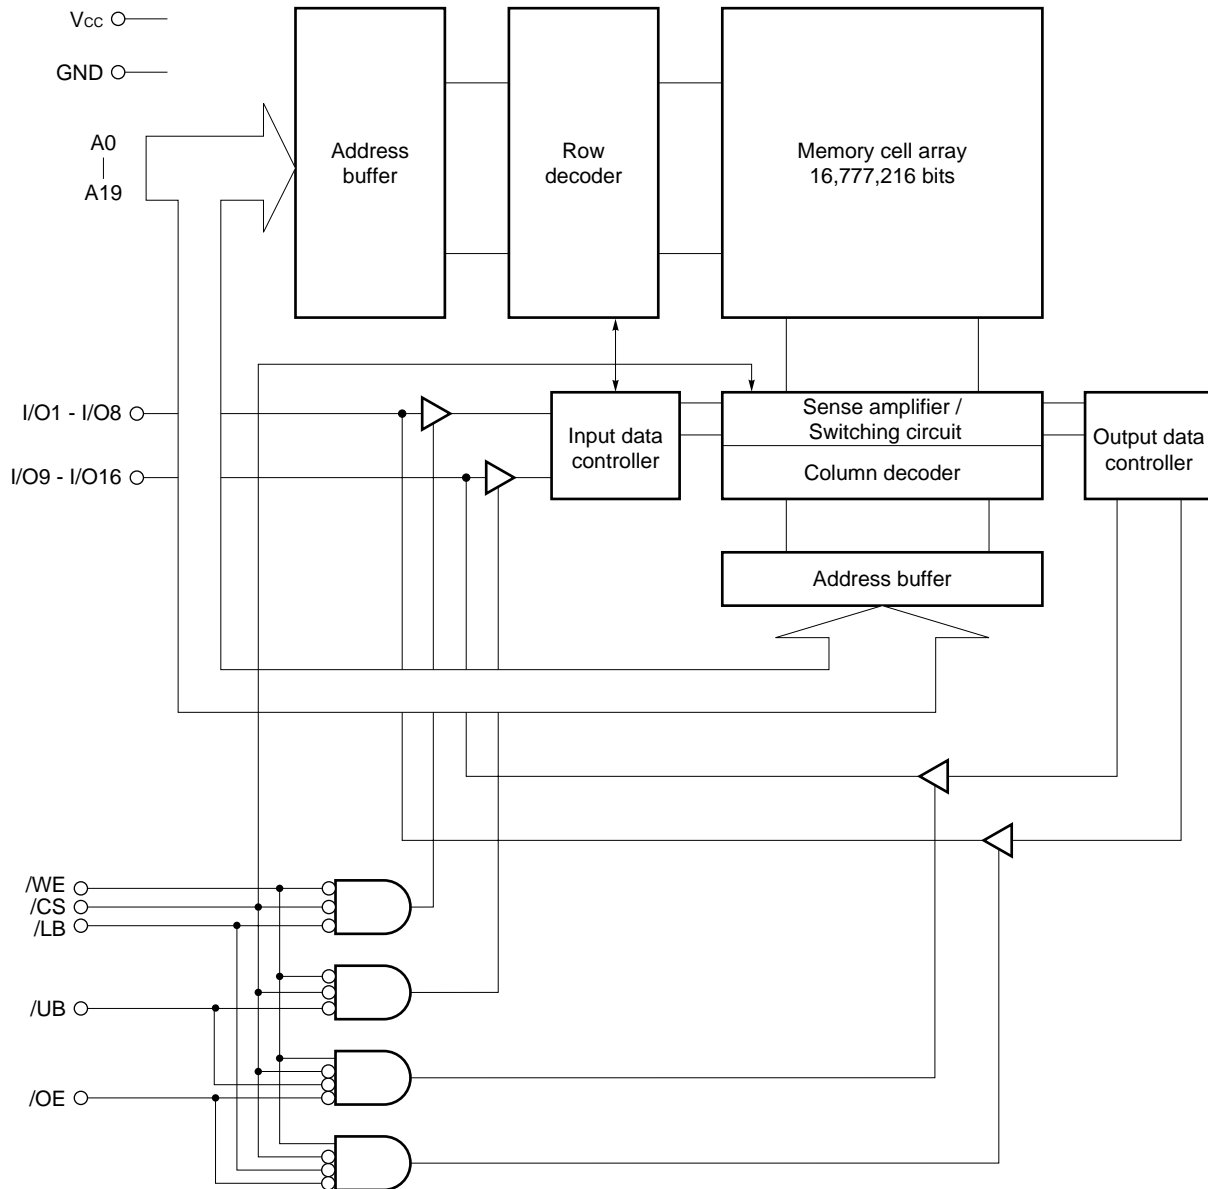 VCC
GND
A0
A19
Address
buffer
Row
decoder
Memory cell array
16,777,216 bits
I/O1 - I/O8
I/O9 - I/O16
Input data
controller
Sense amplifier /
Switching circuit
Column decoder
Output data
controller
Address buffer
/WE
/CS
/LB
/UB
/OE